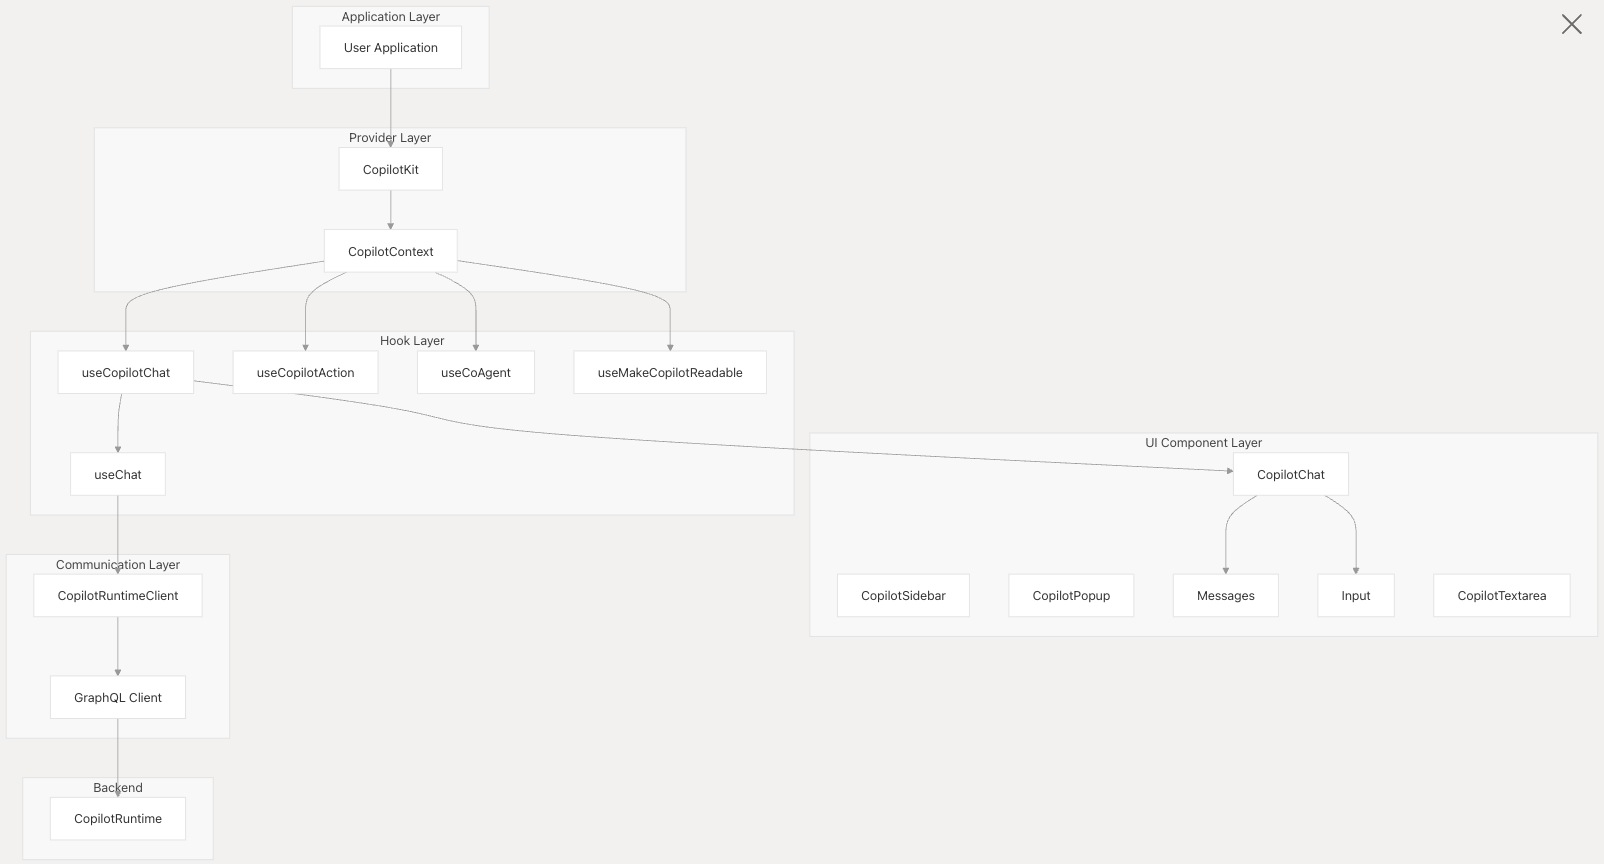 Application Layer
User Application
Provider Layer
CopilotKit
CopilotContext
Hook Layer
useCopilotChat
useCopilotAction
useCoAgent
useMakeCopilotReadable
useChat
UI Component Layer
CopilotChat
CopilotSidebar
CopilotPopup
Messages
Input
CopilotTextarea
Communication Layer
CopilotRuntimeClient
GraphQL Client
Backend
CopilotRuntime